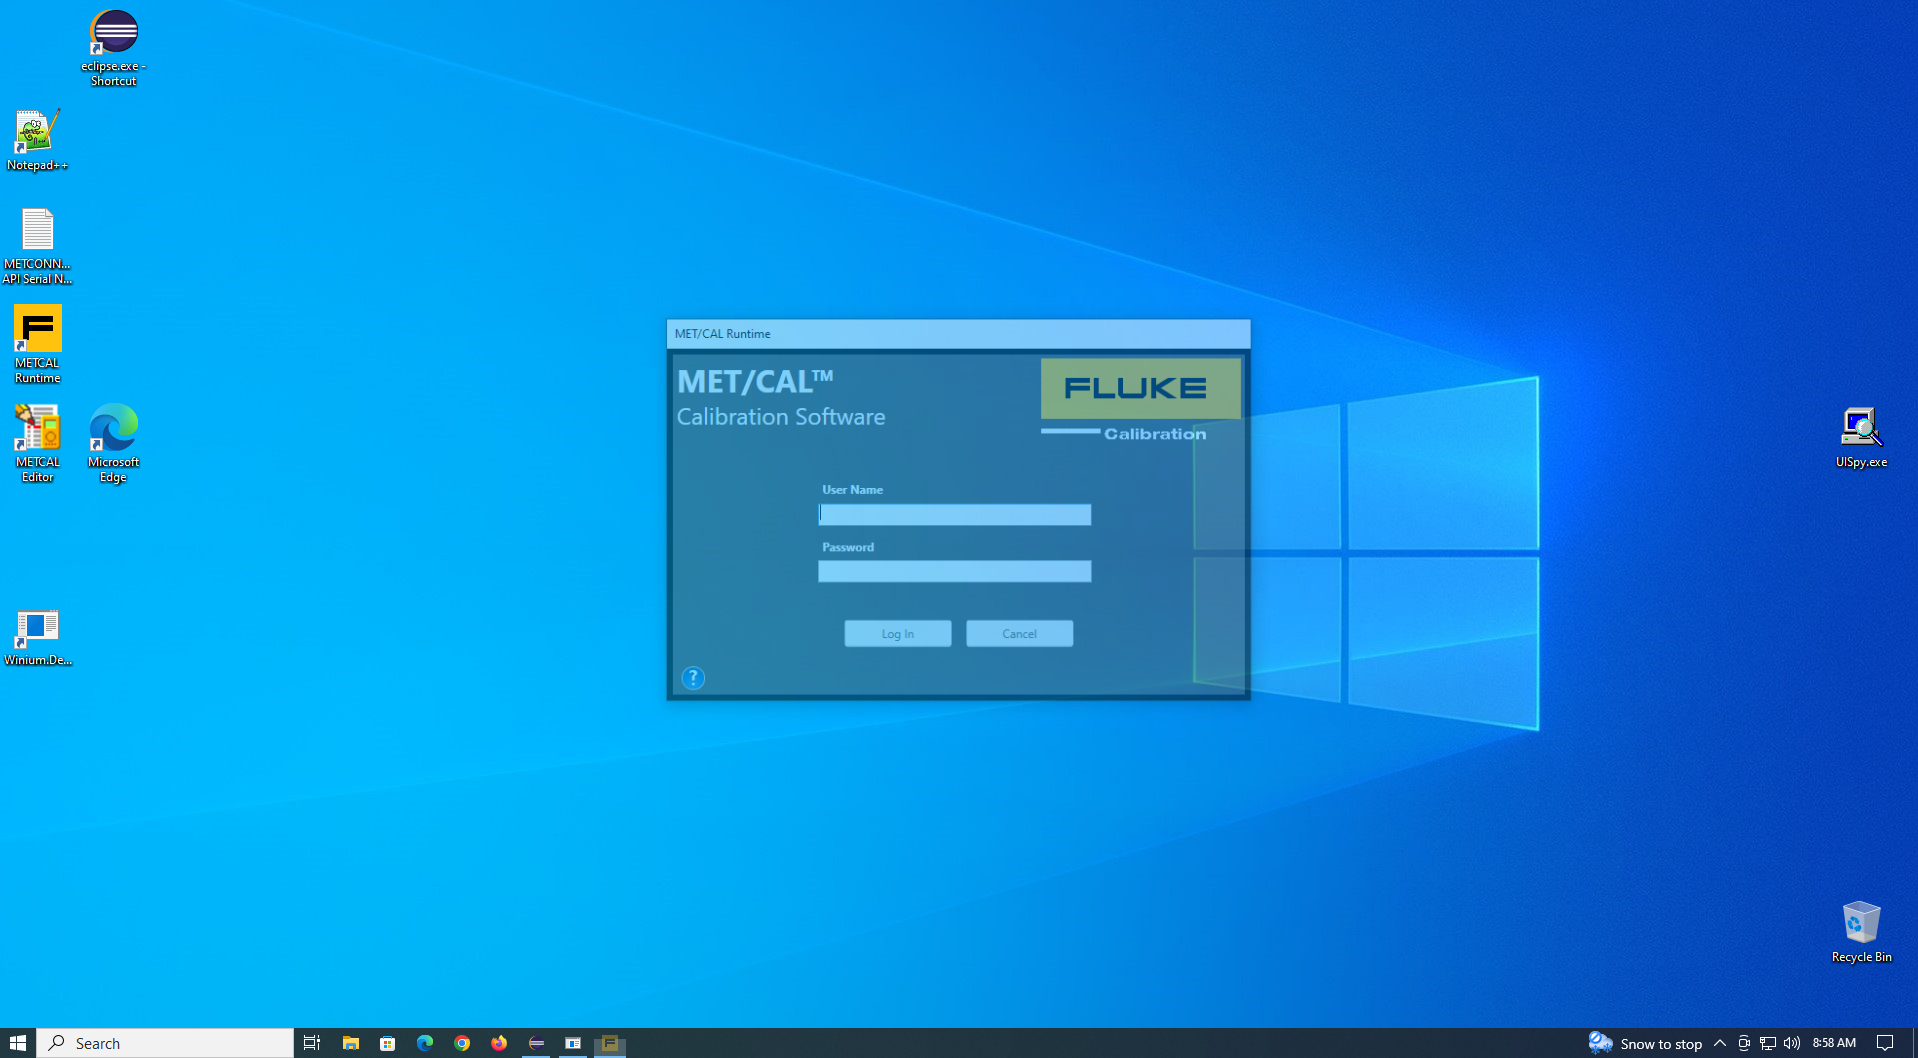 eclipse.exe -
Shortcut
Notepad++
METCONN...
API Serial N...
METCAL
Runtime
METCAL
Editor
Microsoft
Edge
Winium.De...
MET/CAL Runtime
MET/CAL™
Calibration Software
FLUKE
Calibration
User Name
Password
Log In
Cancel
?
UISpy.exe
Recycle Bin
Search
Snow to stop
8:58 AM